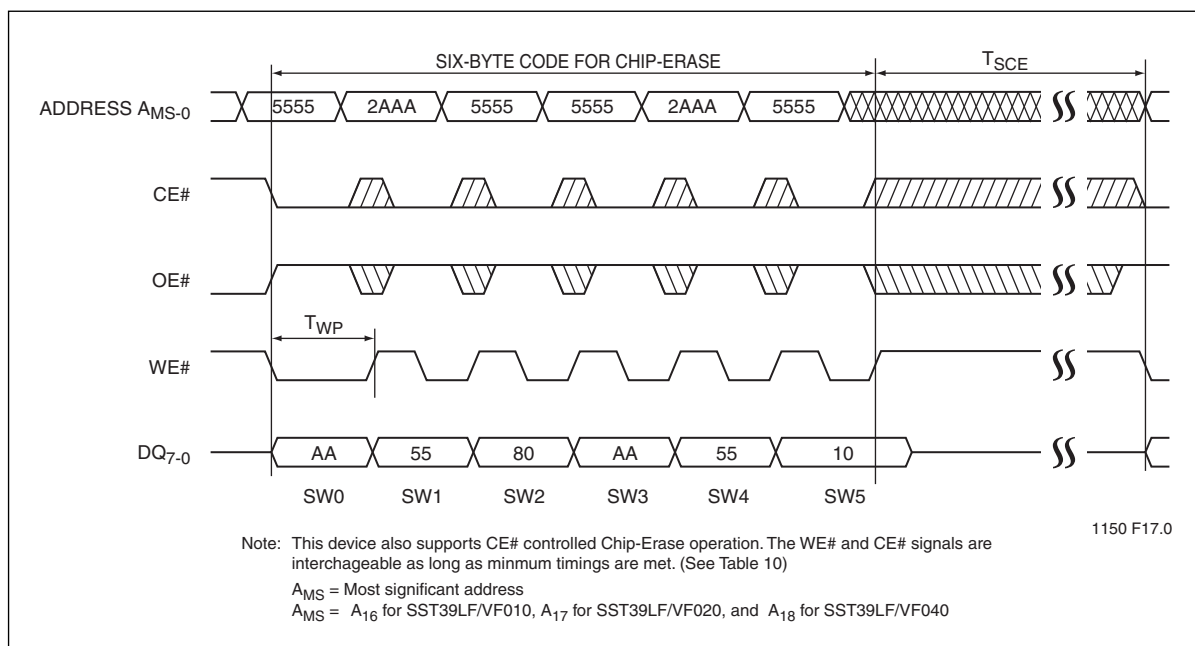 SIX-BYTE CODE FOR CHIP-ERASE TSCE
ADDRESS AMS-0 5555 2AAA 5555 5555 2AAA 5555
CE#
OE#
TWP
WE#
DQ7-0 AA 55 80 AA 55 10
SW0 SW1 SW2 SW3 SW4 SW5
1150 F17.0
Note: This device also supports CE# controlled Chip-Erase operation. The WE# and CE# signals are
interchageable as long as minmum timings are met. (See Table 10)
AMS = Most significant address
AMS = A16 for SST39LF/VF010, A17 for SST39LF/VF020, and A18 for SST39LF/VF040